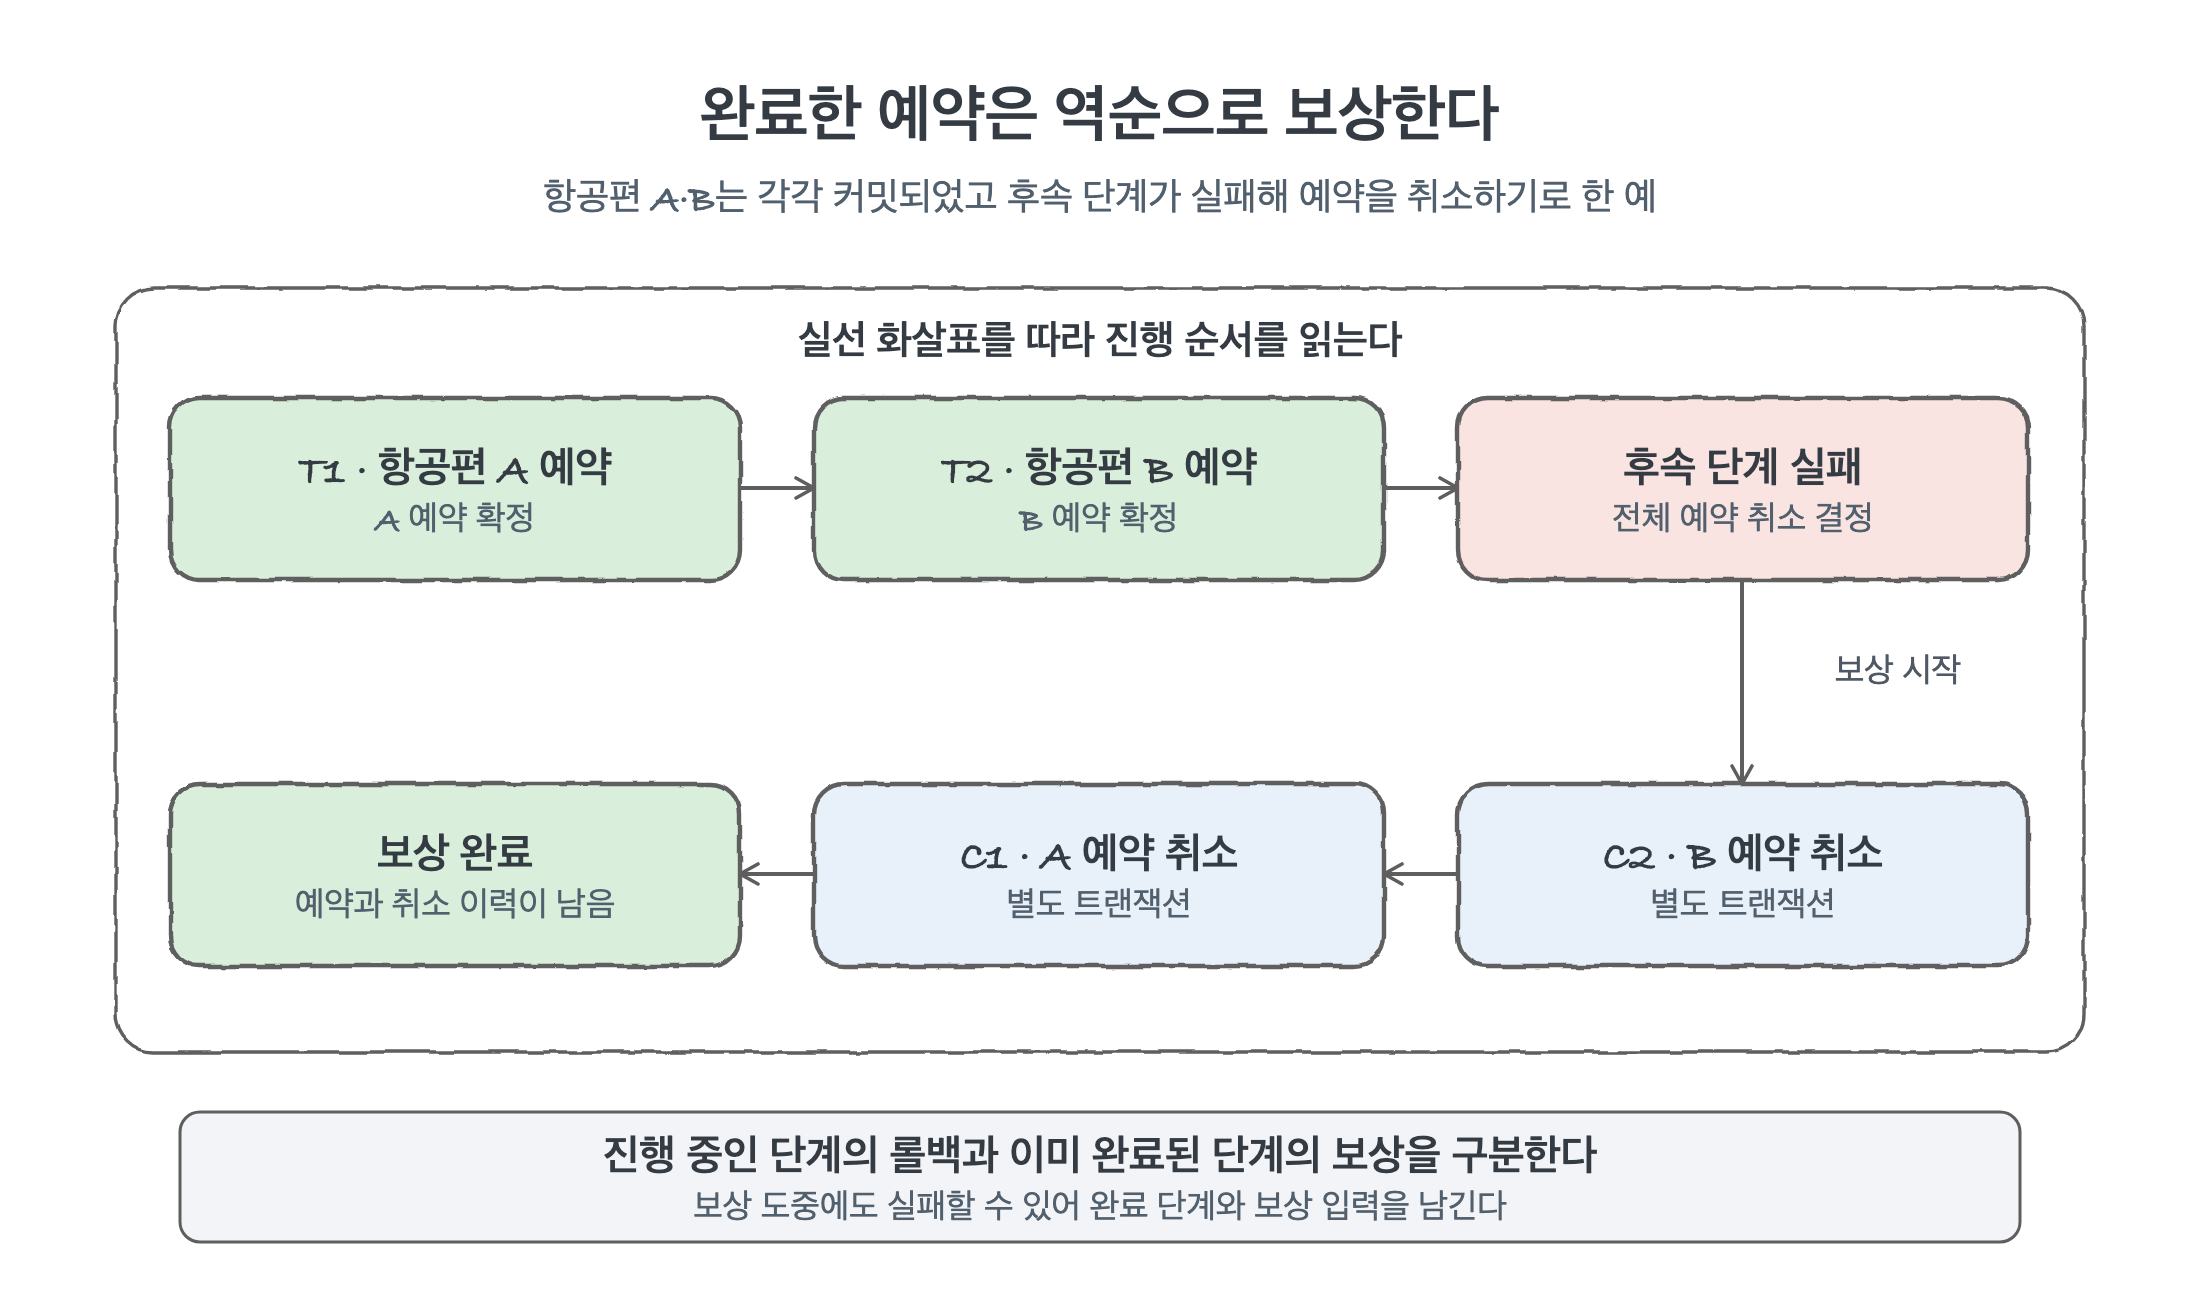 완료한 예약은 역순으로 보상한다
항공편 A·B는 각각 커밋되었고 후속 단계가 실패해 예약을 취소하기로 한 예
실선 화살표를 따라 진행 순서를 읽는다
T1 · 항공편 A 예약
A 예약 확정
T2 · 항공편 B 예약
B 예약 확정
후속 단계 실패
전체 예약 취소 결정
보상 시작
C2 · B 예약 취소
별도 트랜잭션
C1 · A 예약 취소
별도 트랜잭션
보상 완료
예약과 취소 이력이 남음
진행 중인 단계의 롤백과 이미 완료된 단계의 보상을 구분한다
보상 도중에도 실패할 수 있어 완료 단계와 보상 입력을 남긴다